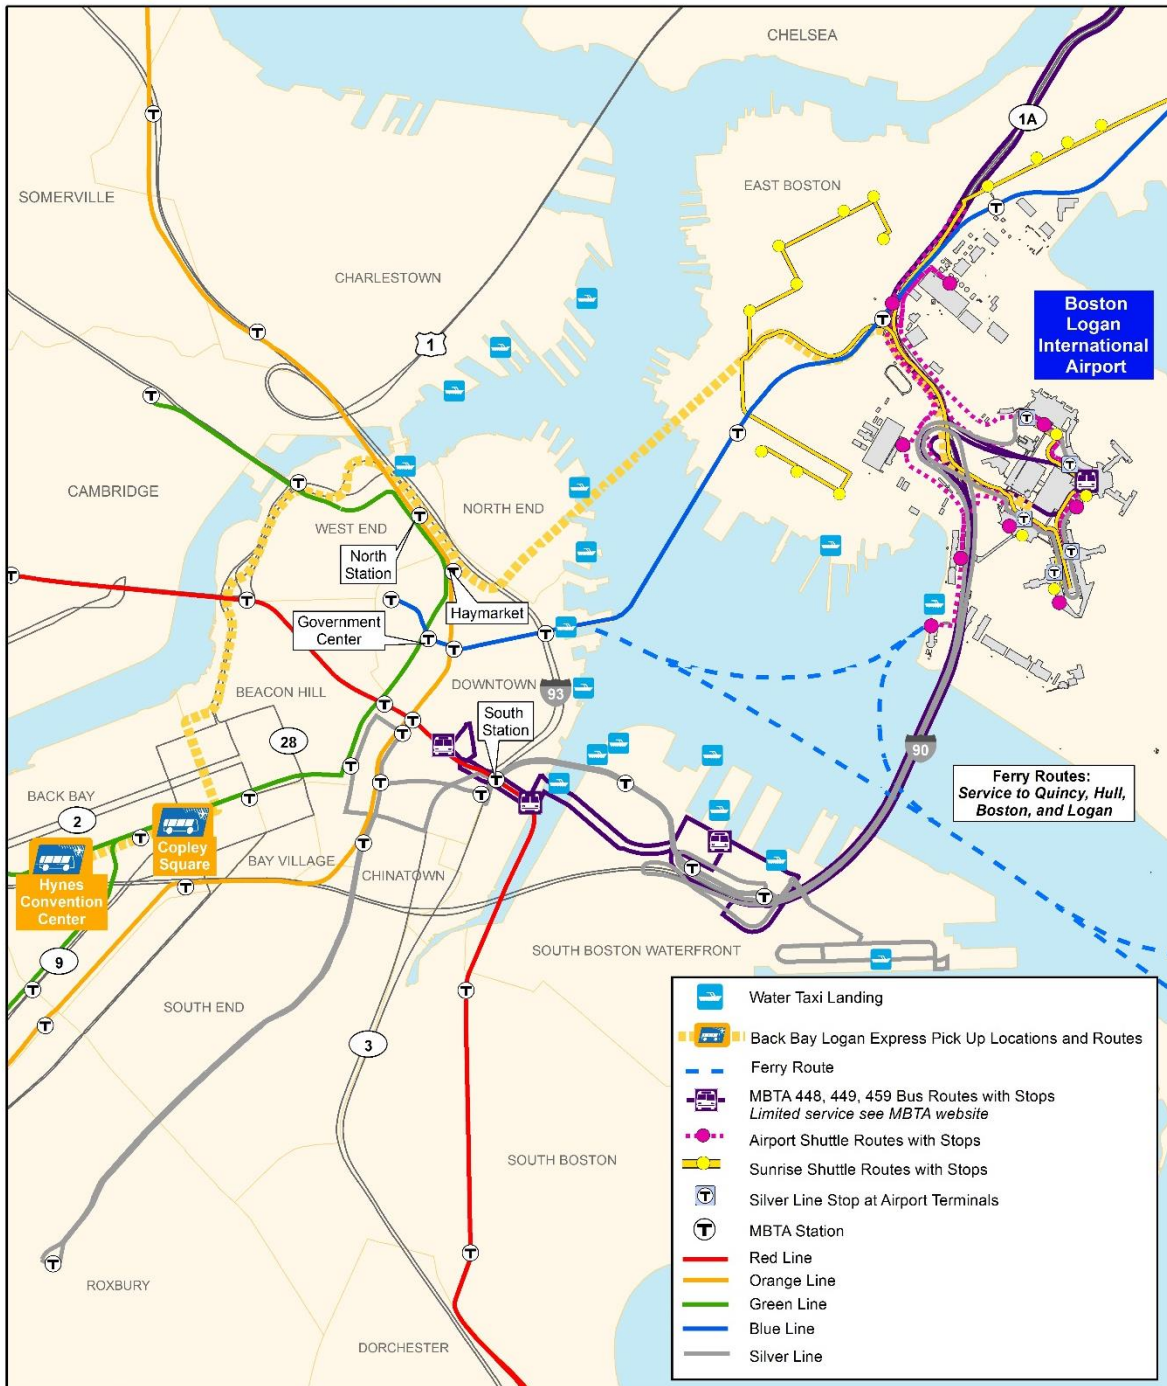 CHELSEA
1A
SOMERVILLE
EAST BOSTON
CHARLESTOWN
Boston
Logan
International
Airport
1
CAMBRIDGE
NORTH END
WEST END
North
Station
Haymarket
Government
Center
BEACON HILL
DOWNTOWN
93
South
Station
28
90
Ferry Routes:
Service to Quincy, Hull,
Boston, and Logan
BACK BAY
2
Copley
Square
BAY VILLAGE
Hynes
Convention
Center
CHINATOWN
SOUTH BOSTON WATERFRONT
9
SOUTH END
3
SOUTH BOSTON
ROXBURY
DORCHESTER
Water Taxi Landing
Back Bay Logan Express Pick Up Locations and Routes
Ferry Route
MBTA 448, 449, 459 Bus Routes with Stops
Limited service see MBTA website
Airport Shuttle Routes with Stops
Sunrise Shuttle Routes with Stops
T Silver Line Stop at Airport Terminals
T MBTA Station
Red Line
Orange Line
Green Line
Blue Line
Silver Line